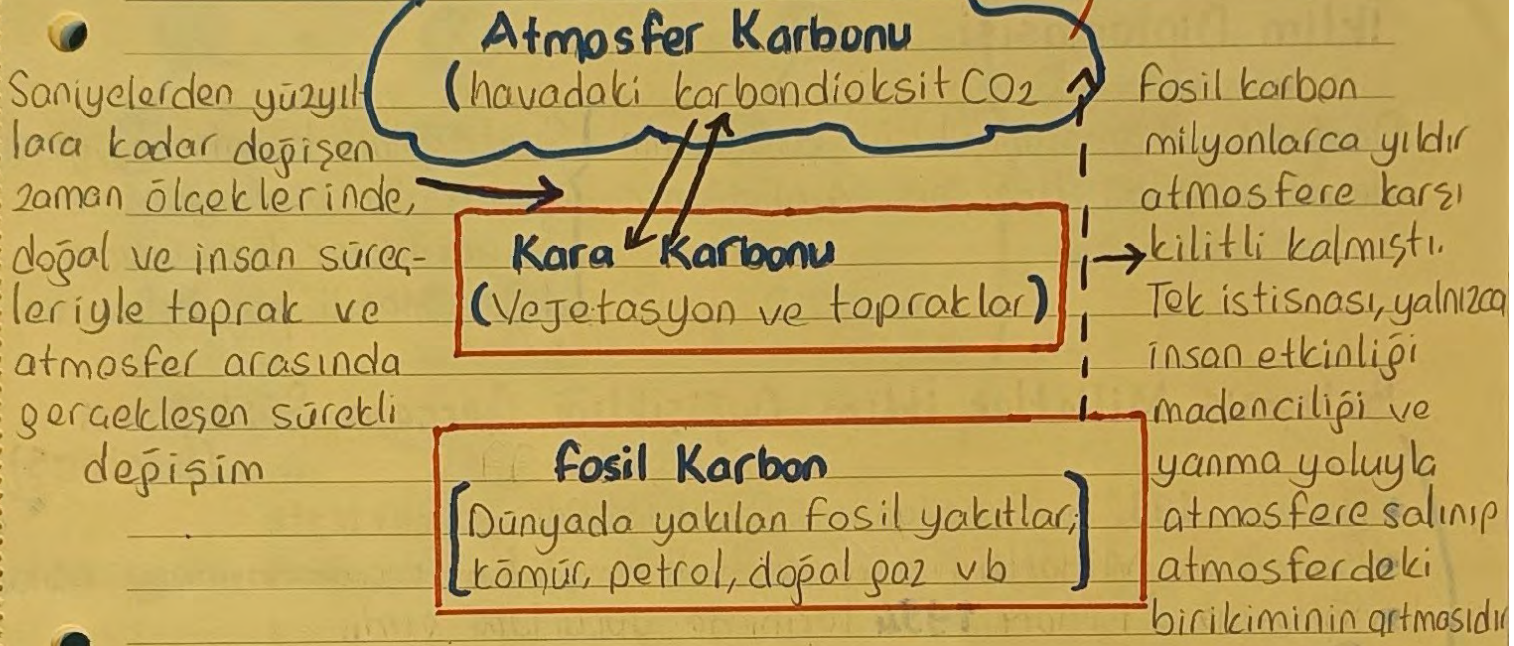 Atmosfer Karbonu
(havadaki karbondioksit CO2
Saniyelerden yüzyıl-
lara kadar değişen
zaman ölçeklerinde,
doğal ve insan süreç-
leriyle toprak ve
atmosfer arasında
gerçekleşen sürekli
değişim
Kara Karbonu
(Vejetasyon ve topraklar)
Fosil Karbon
[Dünyada yakılan fosil yakıtlar;
kömür, petrol, doğal gaz vb]
fosil karbon
milyonlarca yıldır
atmosfere karşı
kilitli kalmıştı.
Tek istisnası, yalnızca
insan etkinliği
madenciliği ve
yanma yoluyla
atmosfere salınıp
atmosferdeki
birikiminin artmasıdır